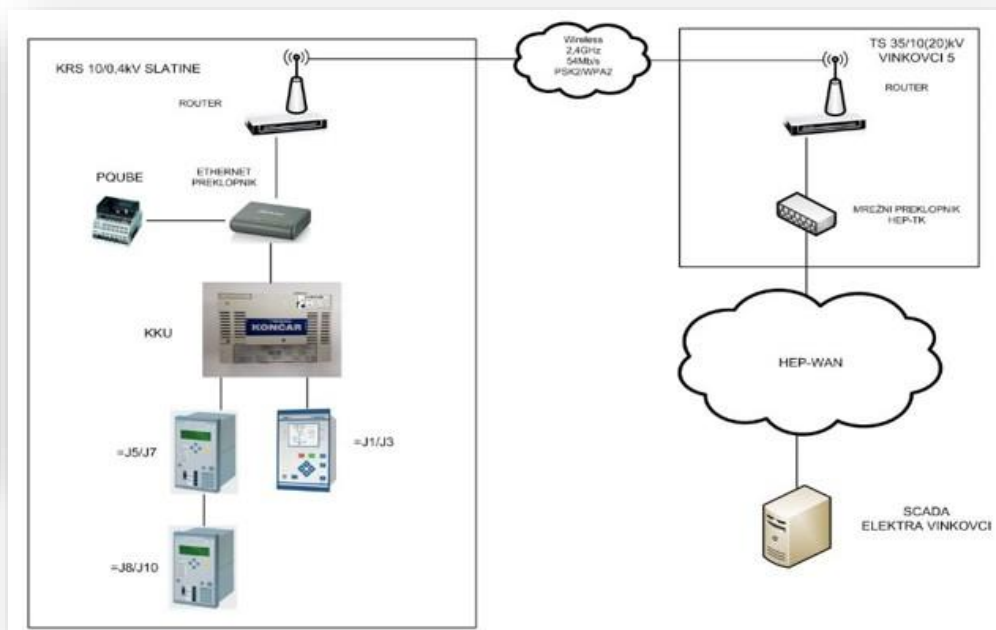 KRS 10/0,4kV SLATINE
ROUTER
ETHERNET
PREKLOPNIK
PQUBE
KKU
KONČAR
=J5/J7
=J1/J3
=J8/J10
Wireless
2,4GHz
54Mb/s
PSK2/WPA2
TS 35/10(20)kV
VINKOVCI 5
ROUTER
MREŽNI PREKLOPNIK
HEP-TK
HEP-WAN
SCADA
ELEKTRA VINKOVCI